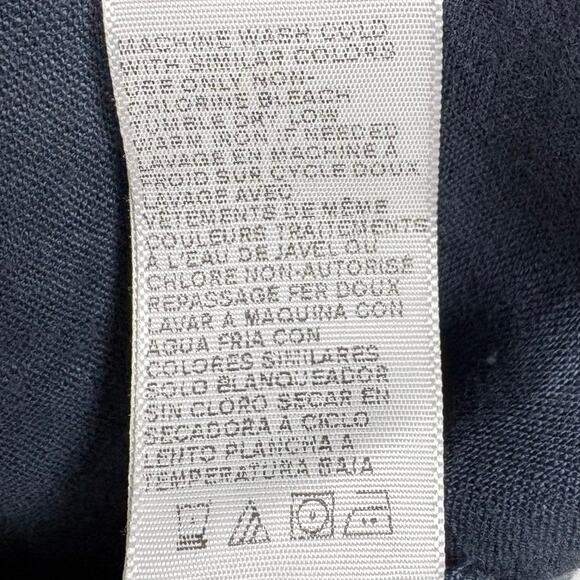 MACHINE WASH COLD
WITH SIMILAR COLORS
USE ONLY NON-
CHLORINE BLEACH
TUMBLE DRY LOW
WARM IRON IF NEEDED
LAVAGE EN MACHINE À
FROID SUR CYCLE DOUX
LAVAGE AVEC
VÊTEMENTS DE MÊME
COULEURS TRAITEMENTS
À L'EAU DE JAVEL OU
CHLORE NON-AUTORISÉ
REPASSAGE FER DOUX
LAVAR A MAQUINA CON
AGUA FRIA CON
COLORES SIMILARES
SOLO BLANQUEADOR
SIN CLORO SECAR EN
SECADORA A CICLO
LENTO PLANCHA A
TEMPERATURA BAJA